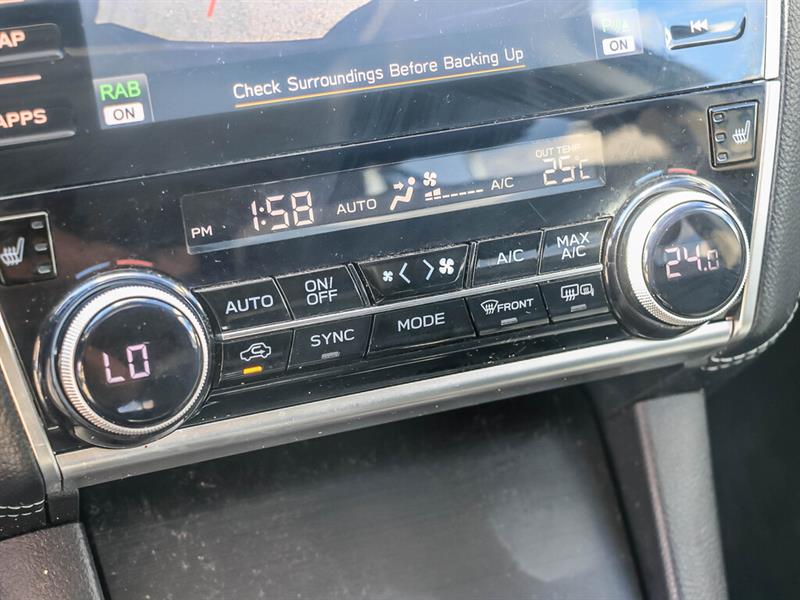 AP
RAB
ON
ON
Check Surroundings Before Backing Up
APPS
PM 1:58 AUTO A/C OUT TEMP 25°C
AUTO
ON/
OFF
A/C
MAX
A/C
SYNC
MODE
FRONT
LO
24.0